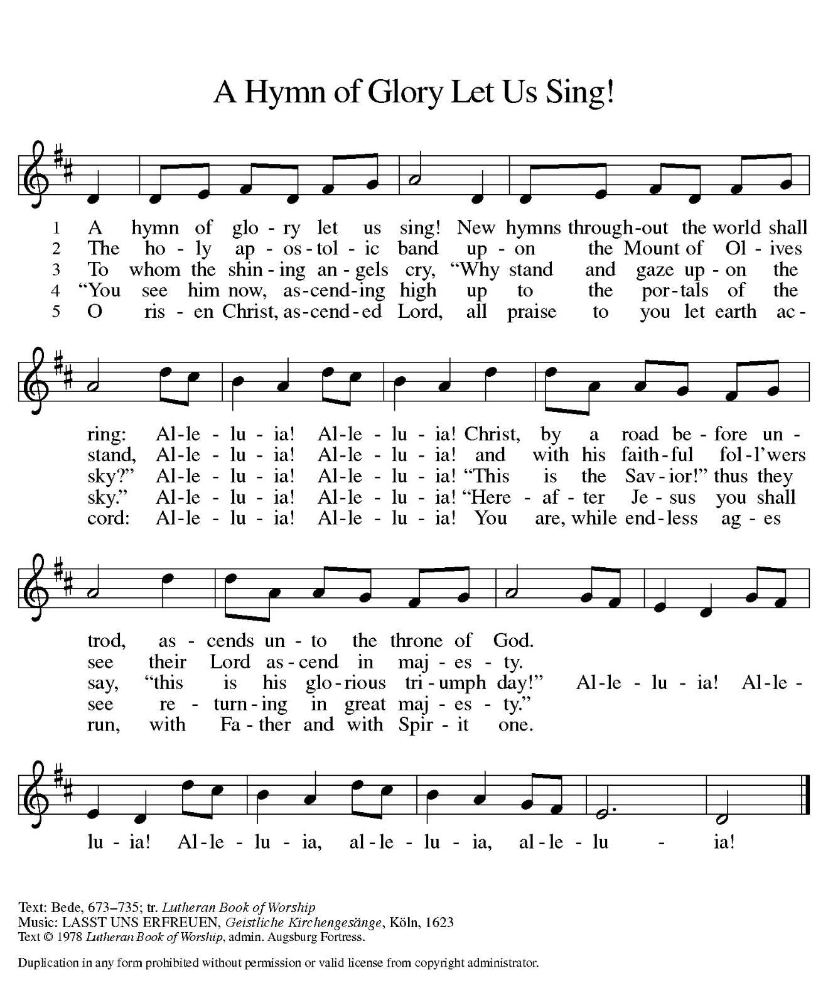 A Hymn of Glory Let Us Sing!
1 A hymn of glo - ry let us sing! New hymns through-out the world shall
2 The ho - ly ap - os - tol - ic band up - on the Mount of Ol - ives
3 To whom the shin - ing an - gels cry, “Why stand and gaze up - on the
4 “You see him now, as - cend - ing high up to the por - tals of the
5 O ris - en Christ, as - cend - ed Lord, all praise to you let earth ac -
ring: Al - le - lu - ia! Al - le - lu - ia! Christ, by a road be - fore un -
stand, Al - le - lu - ia! Al - le - lu - ia! and with his faith - ful fol - l’wers
sky?” Al - le - lu - ia! Al - le - lu - ia! “This is the Sav - ior!” thus they
sky.” Al - le - lu - ia! Al - le - lu - ia! “Here - af - ter Je - sus you shall
cord: Al - le - lu - ia! Al - le - lu - ia! You are, while end - less ag - es
trod, as - cends un - to the throne of God.
see their Lord as - cend in maj - es - ty.
say, “this is his glo - rious tri - umph day!” Al - le - lu - ia! Al - le -
see re - turn - ing in great maj - es - ty.”
run, with Fa - ther and with Spir - it one.
lu - ia! Al - le - lu - ia, al - le - lu - ia, al - le - lu - ia!
Text: Bede, 673–735; tr. Lutheran Book of Worship
Music: LASST UNS ERFREUEN, Geistliche Kirchengesänge, Köln, 1623
Text © 1978 Lutheran Book of Worship, admin. Augsburg Fortress.
Duplication in any form prohibited without permission or valid license from copyright administrator.